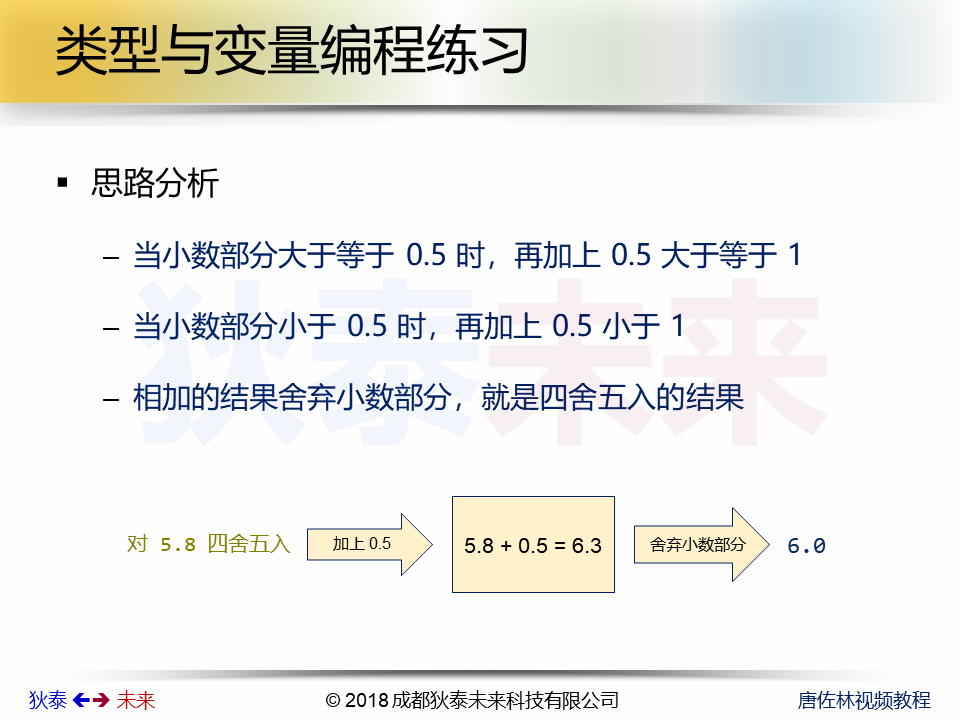 类型与变量编程练习
▪ 思路分析
– 当小数部分大于等于 0.5 时，再加上 0.5 大于等于 1
– 当小数部分小于 0.5 时，再加上 0.5 小于 1
– 相加的结果舍弃小数部分，就是四舍五入的结果
狄泰未来
对 5.8 四舍五入
加上 0.5
5.8 + 0.5 = 6.3
舍弃小数部分
6.0
狄泰 未来
© 2018 成都狄泰未来科技有限公司
唐佐林视频教程